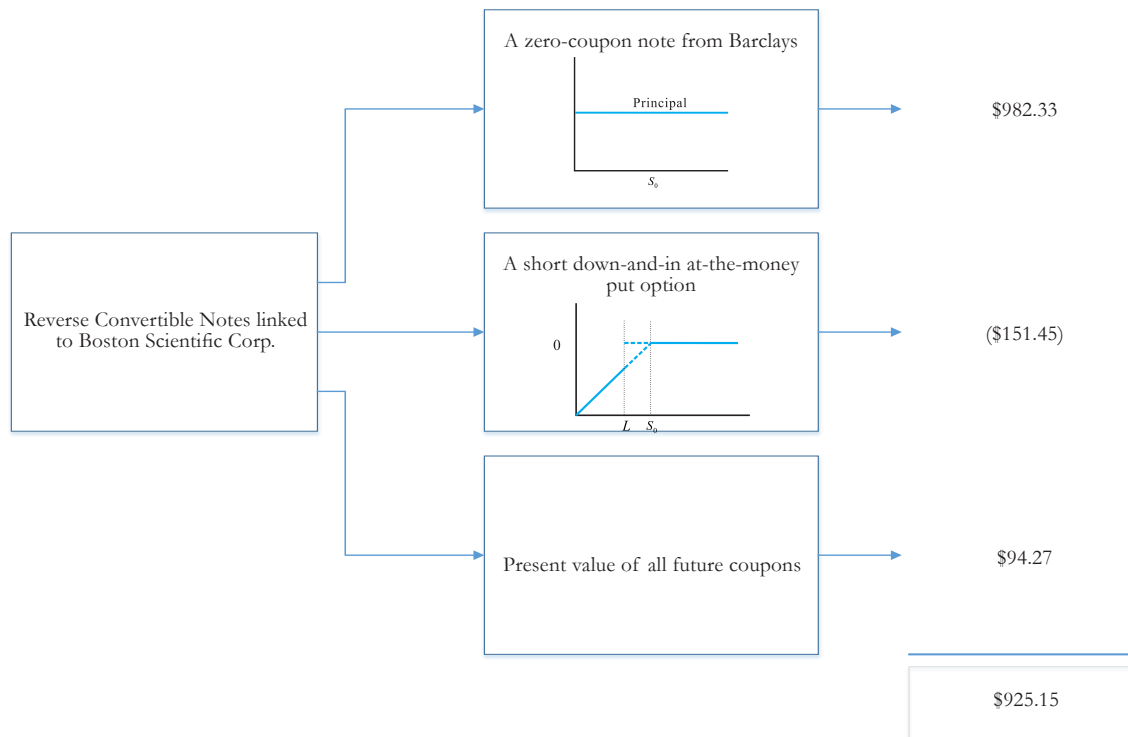 A zero-coupon note from Barclays
Principal
S₀
$982.33
Reverse Convertible Notes linked
to Boston Scientific Corp.
A short down-and-in at-the-money
put option
0
L S₀
($151.45)
Present value of all future coupons
$94.27
$925.15